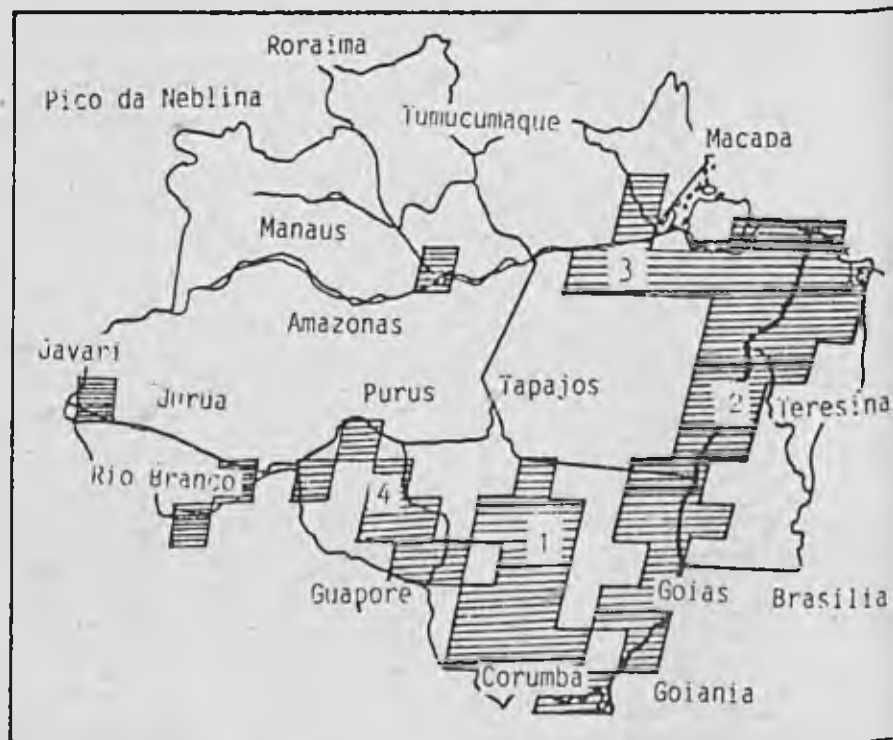 Roraima
Pico da Neblina
Tumucumaque
Macapa
Manaus
3
Amazonas
Javari
Jurua
Purus
Tapajos
2
Teresina
Rio Branco
4
1
Guapore
Goias
Brasilia
Corumba
Goiania